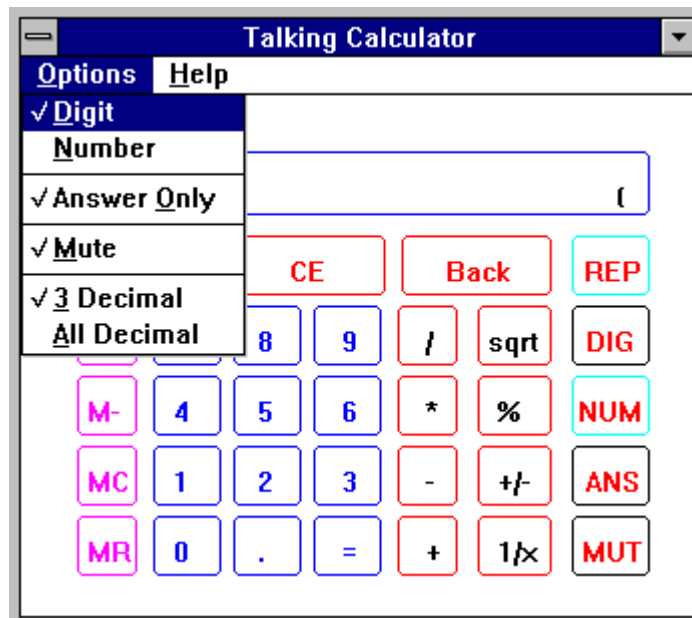 Talking Calculator
Options Help
✓ Digit
Number
✓ Answer Only
✓ Mute
✓ 3 Decimal
All Decimal
CE Back REP
8 9 / sqrt DIG
M- 4 5 6 * % NUM
MC 1 2 3 - +/- ANS
MR 0 . = + 1/x MUT